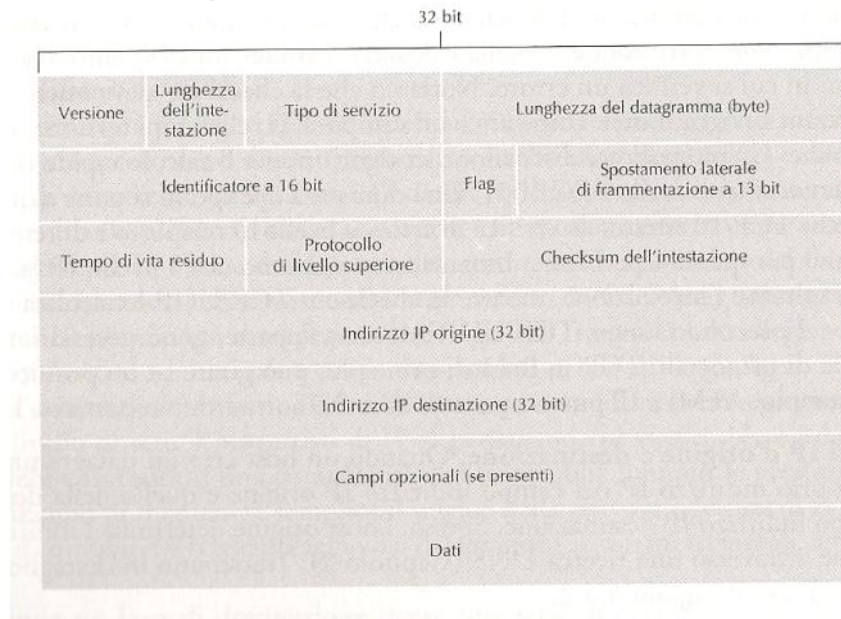 32 bit
Versione
Lunghezza
dell'inte-
stazione
Tipo di servizio
Lunghezza del datagramma (byte)
Identificatore a 16 bit
Flag
Spostamento laterale
di frammentazione a 13 bit
Tempo di vita residuo
Protocollo
di livello superiore
Checksum dell'intestazione
Indirizzo IP origine (32 bit)
Indirizzo IP destinazione (32 bit)
Campi opzionali (se presenti)
Dati